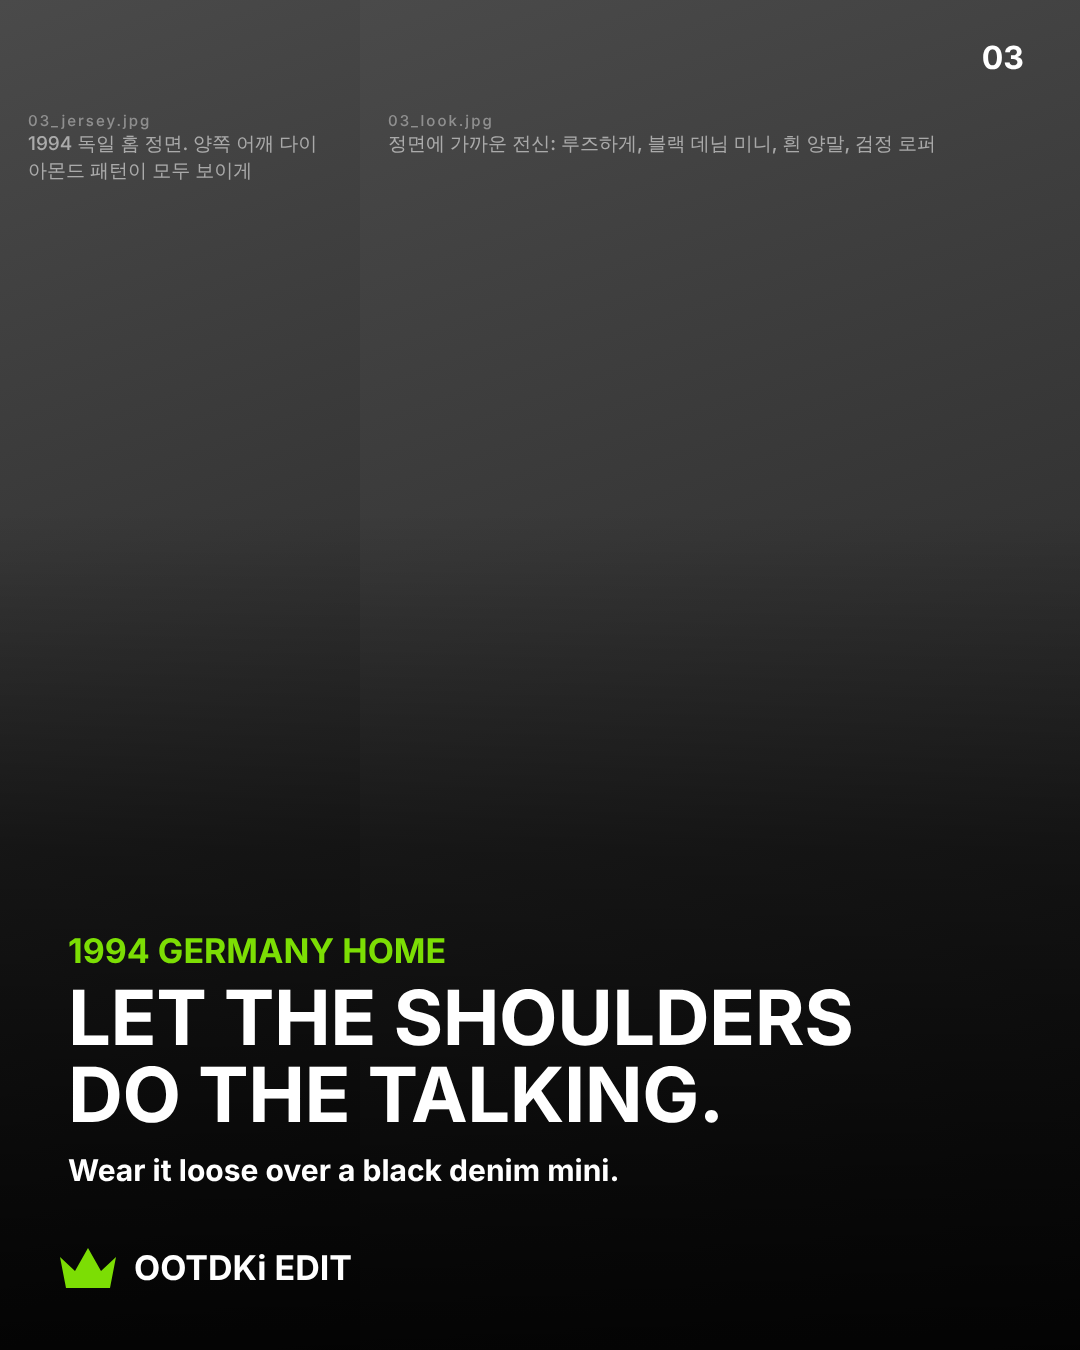 03
03_jersey.jpg
1994 독일 홈 정면. 양쪽 어깨 다이
아몬드 패턴이 모두 보이게
03_look.jpg
정면에 가까운 전신: 루즈하게, 블랙 데님 미니, 흰 양말, 검정 로퍼
1994 GERMANY HOME
LET THE SHOULDERS
DO THE TALKING.
Wear it loose over a black denim mini.
OOTDKi EDIT